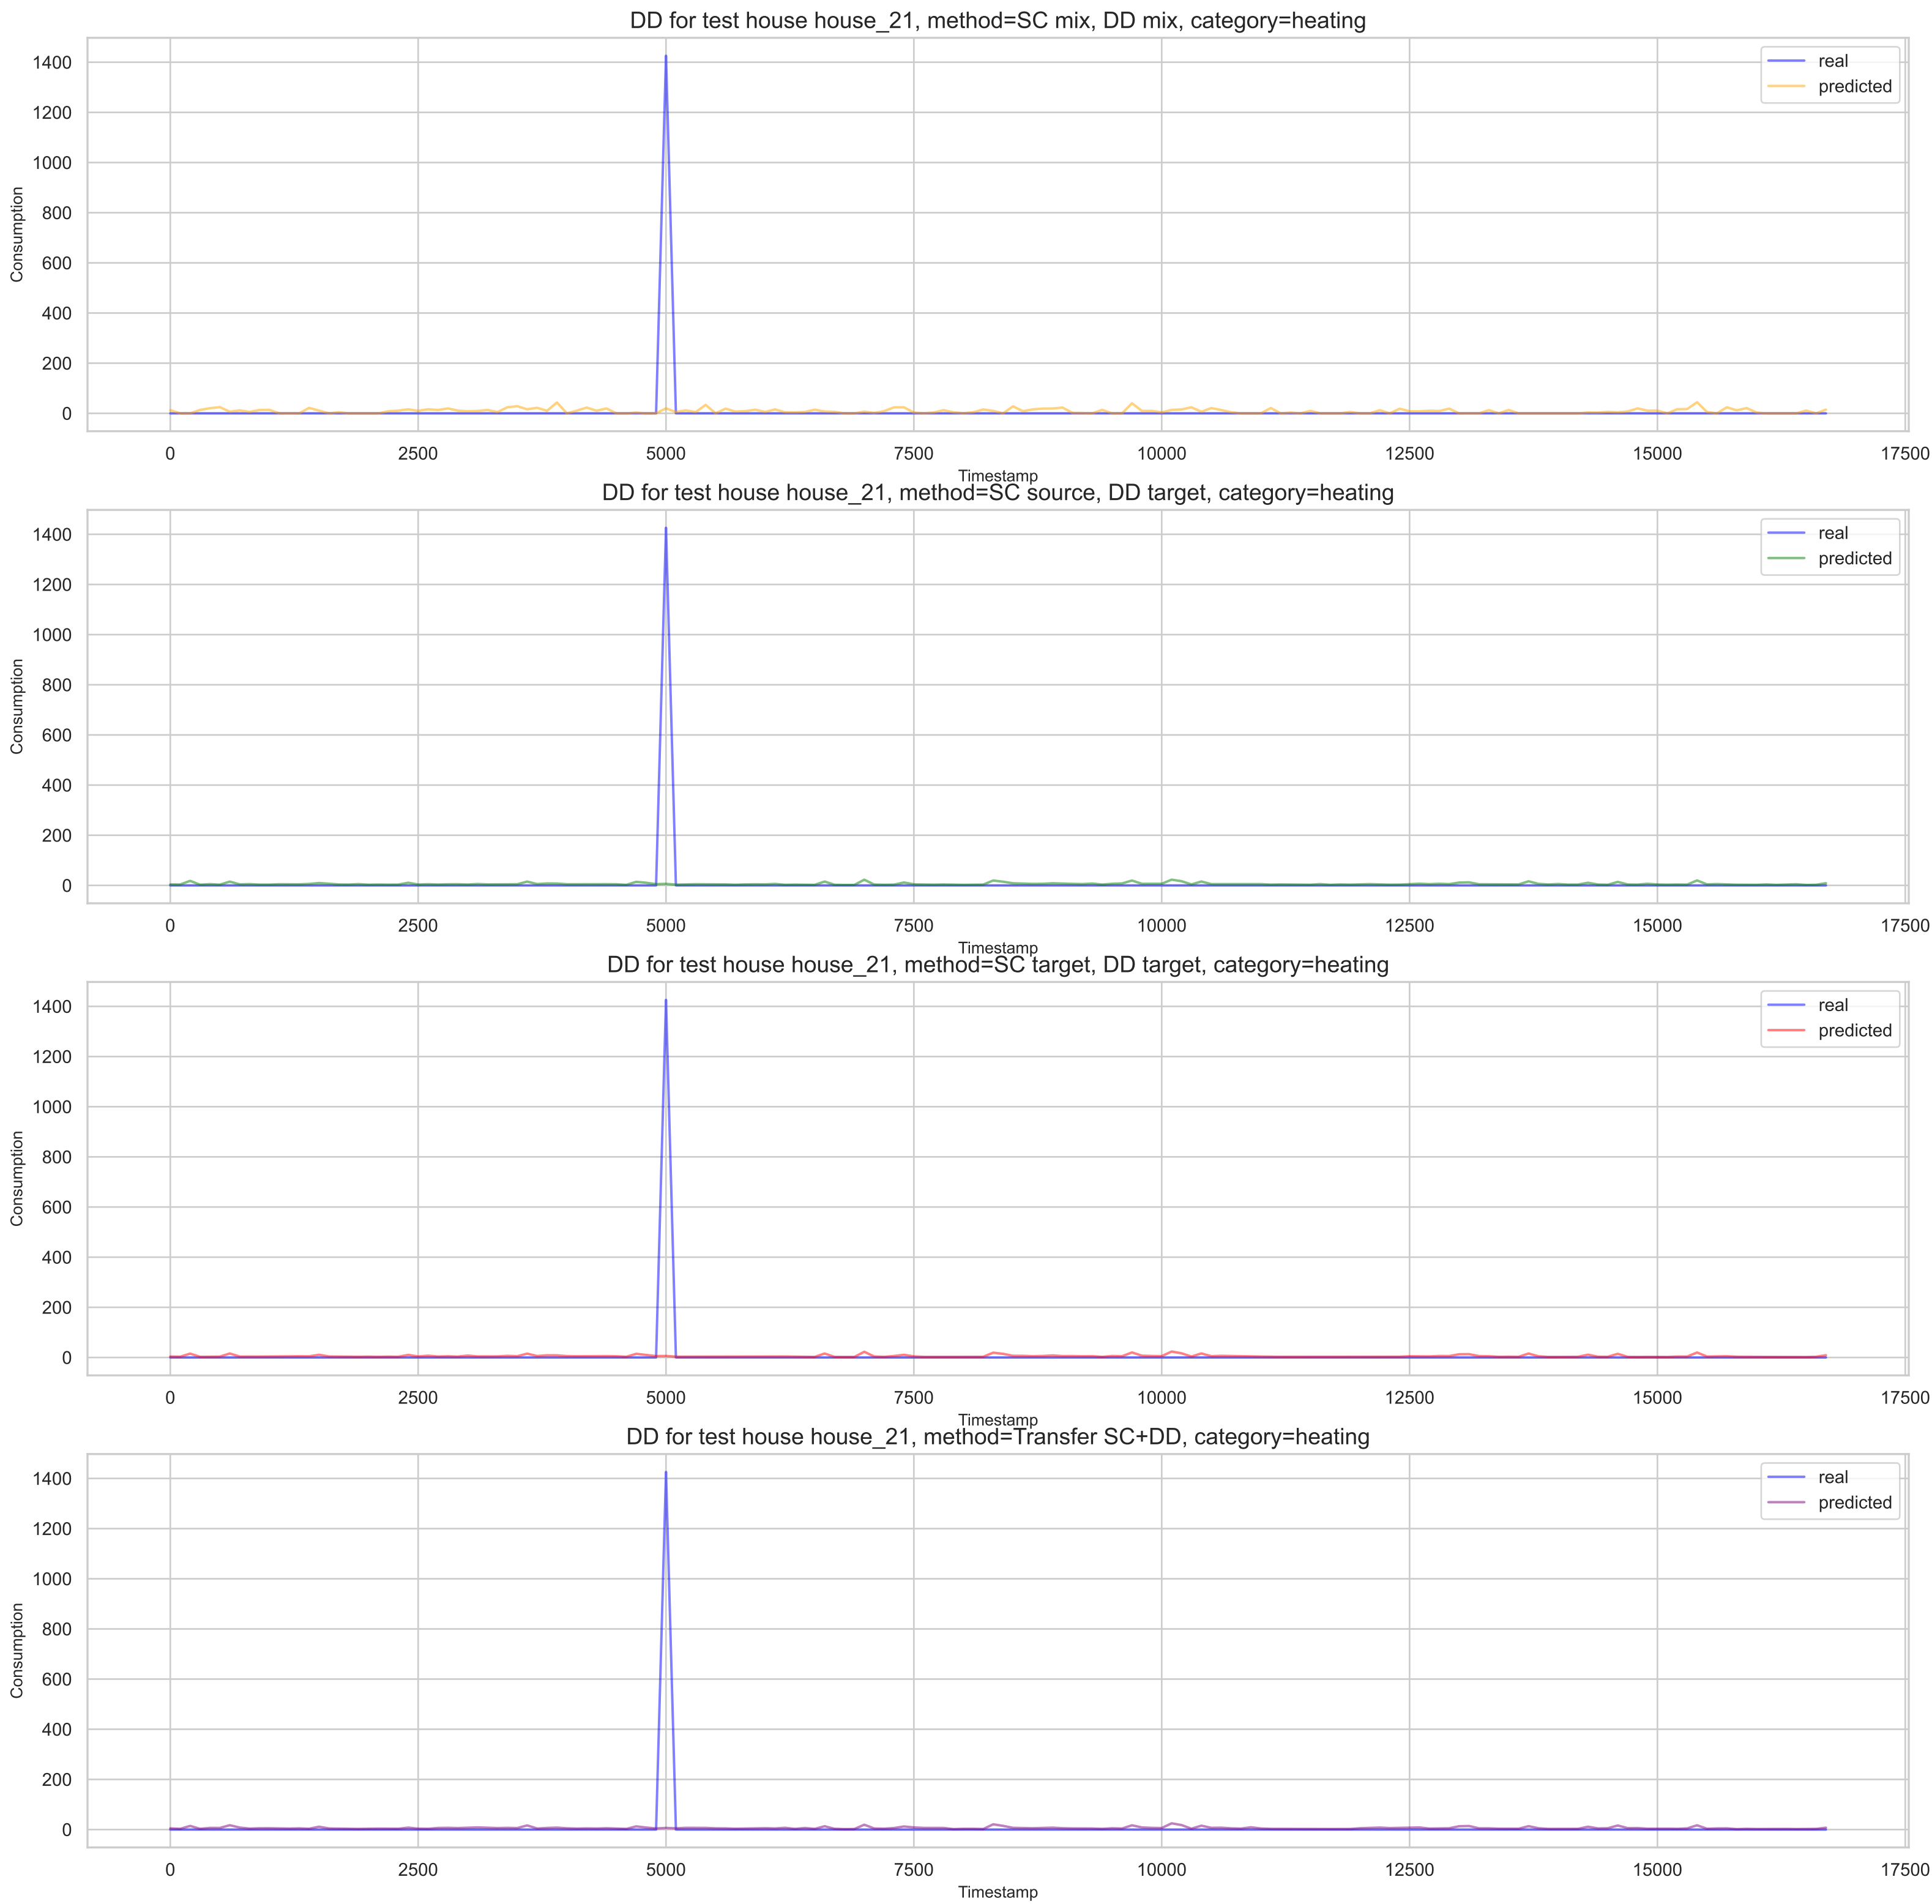 DD for test house house_21, method=SC mix, DD mix, category=heating
1400
1200
1000
800
600
400
200
0
Consumption
real
predicted
0 2500 5000 7500 10000 12500 15000 17500
Timestamp
DD for test house house_21, method=SC source, DD target, category=heating
1400
1200
1000
800
600
400
200
0
Consumption
real
predicted
0 2500 5000 7500 10000 12500 15000 17500
Timestamp
DD for test house house_21, method=SC target, DD target, category=heating
1400
1200
1000
800
600
400
200
0
Consumption
real
predicted
0 2500 5000 7500 10000 12500 15000 17500
Timestamp
DD for test house house_21, method=Transfer SC+DD, category=heating
1400
1200
1000
800
600
400
200
0
Consumption
real
predicted
0 2500 5000 7500 10000 12500 15000 17500
Timestamp